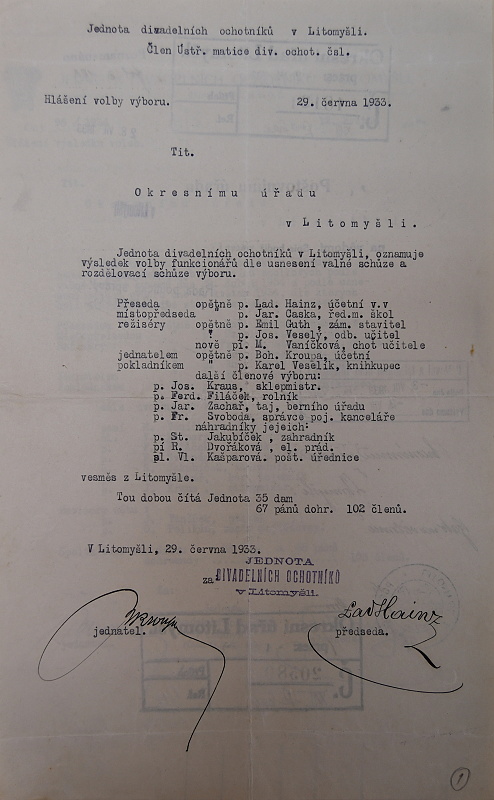 Jednota divadelních ochotníků v Litomyšli.
Člen Ústř. matice div. ochot. čsl.
Hlášení volby výboru. 29. června 1933.
Tit.
Okresnímu úřadu
v Litomyšli.
Jednota divadelních ochotníků v Litomyšli, oznamuje
výsledek volby funkcionářů dle usnesení valné schůze a
rozdělovací schůze výboru.
Přeseda opětně p. Lad. Hainz, účetní v.v
místopředseda " p. Jar. Caska, řed.m. škol
režiséry opětně p. Emil Guth , zám. stavitel
" p. Jos. Veselý, odb. učitel
nově pí. M. Vaníčková, choť učitele
jednatelem opětně p. Boh. Kroupa, účetní
pokladníkem " p. Karel Veselík, knihkupec
další členové výboru:
p. Jos. Kraus, sklepmistr.
p. Ferd. Filáček, rolník
p. Jar. Zachař, taj. berního úřadu
p. Fr. Svoboda, správce poj. kanceláře
náhradníky jejeich:
p. St. Jakubíček , zahradník
pí R. Dvořáková , el. prád.
sl. Vl. Kašparová. pošt. úřednice
vesměs z Litomyšle.
Tou dobou čítá Jednota 35 dam
67 pánů dohr. 102 členů.
V Litomyšli, 29. června 1933.
JEDNOTA
za DIVADELNÍCH OCHOTNÍKŮ
v Litomyšli.
Lad Hainz
jednatel. předseda.
1